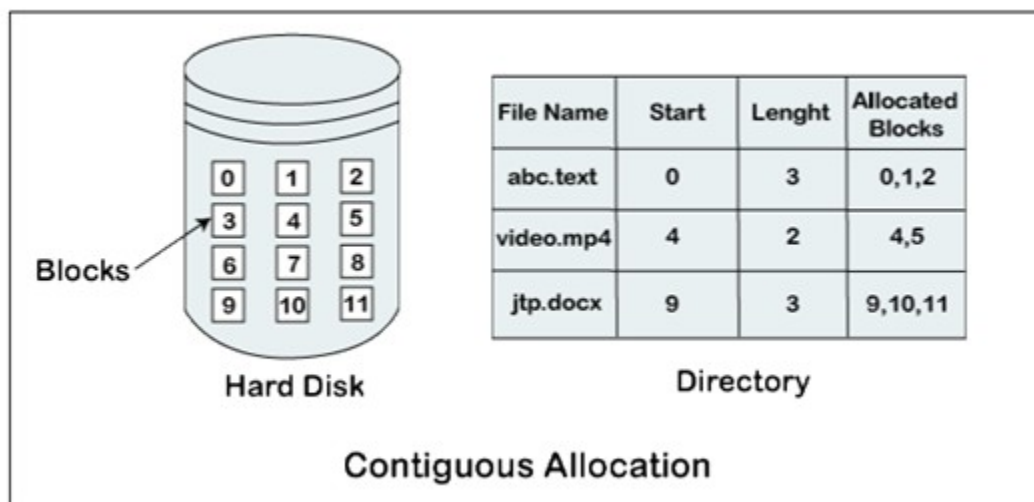 File Name Start Lenght Allocated Blocks
abc.text 0 3 0,1,2
video.mp4 4 2 4,5
jtp.docx 9 3 9,10,11
0 1 2
3 4 5
6 7 8
9 10 11
Blocks
Hard Disk
Directory
Contiguous Allocation